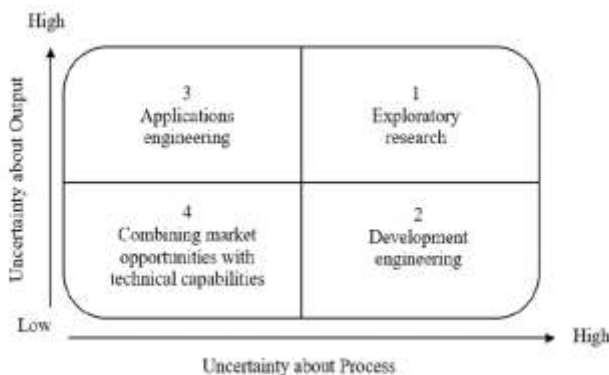 High
Uncertainty about Output
3
Applications
engineering
1
Exploratory
research
4
Combining market
opportunities with
technical capabilities
2
Development
engineering
Low
High
Uncertainty about Process